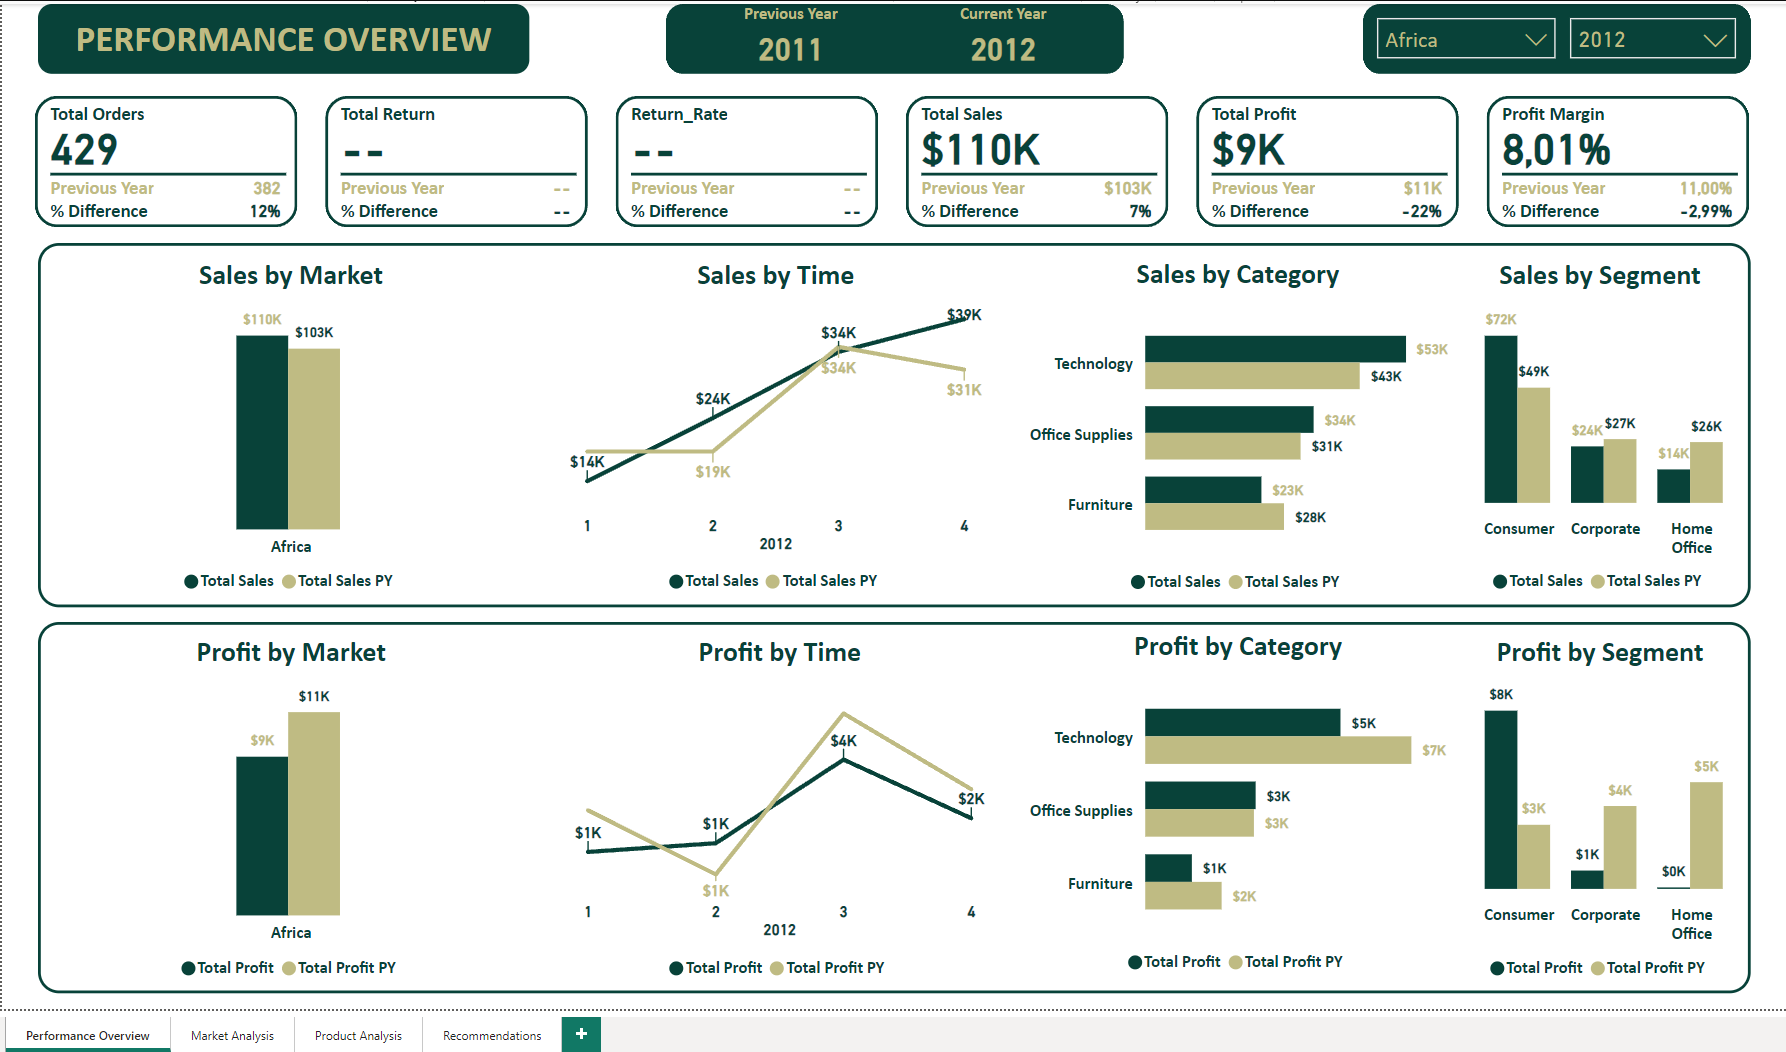 PERFORMANCE OVERVIEW
Previous Year
2011
Current Year
2012
Africa
2012
Total Orders
429
Previous Year 382
% Difference 12%
Total Return
--
Previous Year --
% Difference --
Return_Rate
--
Previous Year --
% Difference --
Total Sales
$110K
Previous Year $103K
% Difference 7%
Total Profit
$9K
Previous Year $11K
% Difference -22%
Profit Margin
8,01%
Previous Year 11,00%
% Difference -2,99%
Sales by Market
$110K
$103K
Africa
Total Sales Total Sales PY
Sales by Time
$39K
$34K
$34K
$31K
$24K
$14K
$19K
1 2 3 4
2012
Total Sales Total Sales PY
Sales by Category
Technology
$53K
$43K
Office Supplies
$34K
$31K
Furniture
$23K
$28K
Total Sales Total Sales PY
Sales by Segment
$72K
$49K
$24K
$27K
$14K
$26K
Consumer Corporate Home
Office
Total Sales Total Sales PY
Profit by Market
$11K
$9K
Africa
Total Profit Total Profit PY
Profit by Time
$4K
$2K
$1K
$1K
$1K
1 2 3 4
2012
Total Profit Total Profit PY
Profit by Category
Technology
$5K
$7K
Office Supplies
$3K
$3K
Furniture
$1K
$2K
Total Profit Total Profit PY
Profit by Segment
$8K
$3K
$1K
$4K
$0K
$5K
Consumer Corporate Home
Office
Total Profit Total Profit PY
Performance Overview Market Analysis Product Analysis Recommendations +